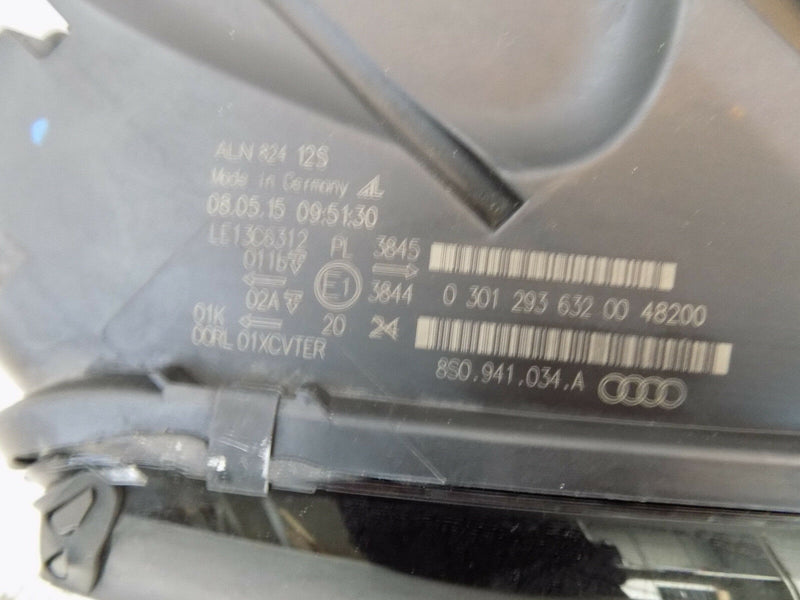 ALN 824 12S
Made in Germany AL
08.05.15 09:51:30
LE13C6312 PL 3845
011b
E1 3844 0 301 293 632 00 48200
02A
01K 20 24
00RL 01XCVTER
8S0.941.034.A